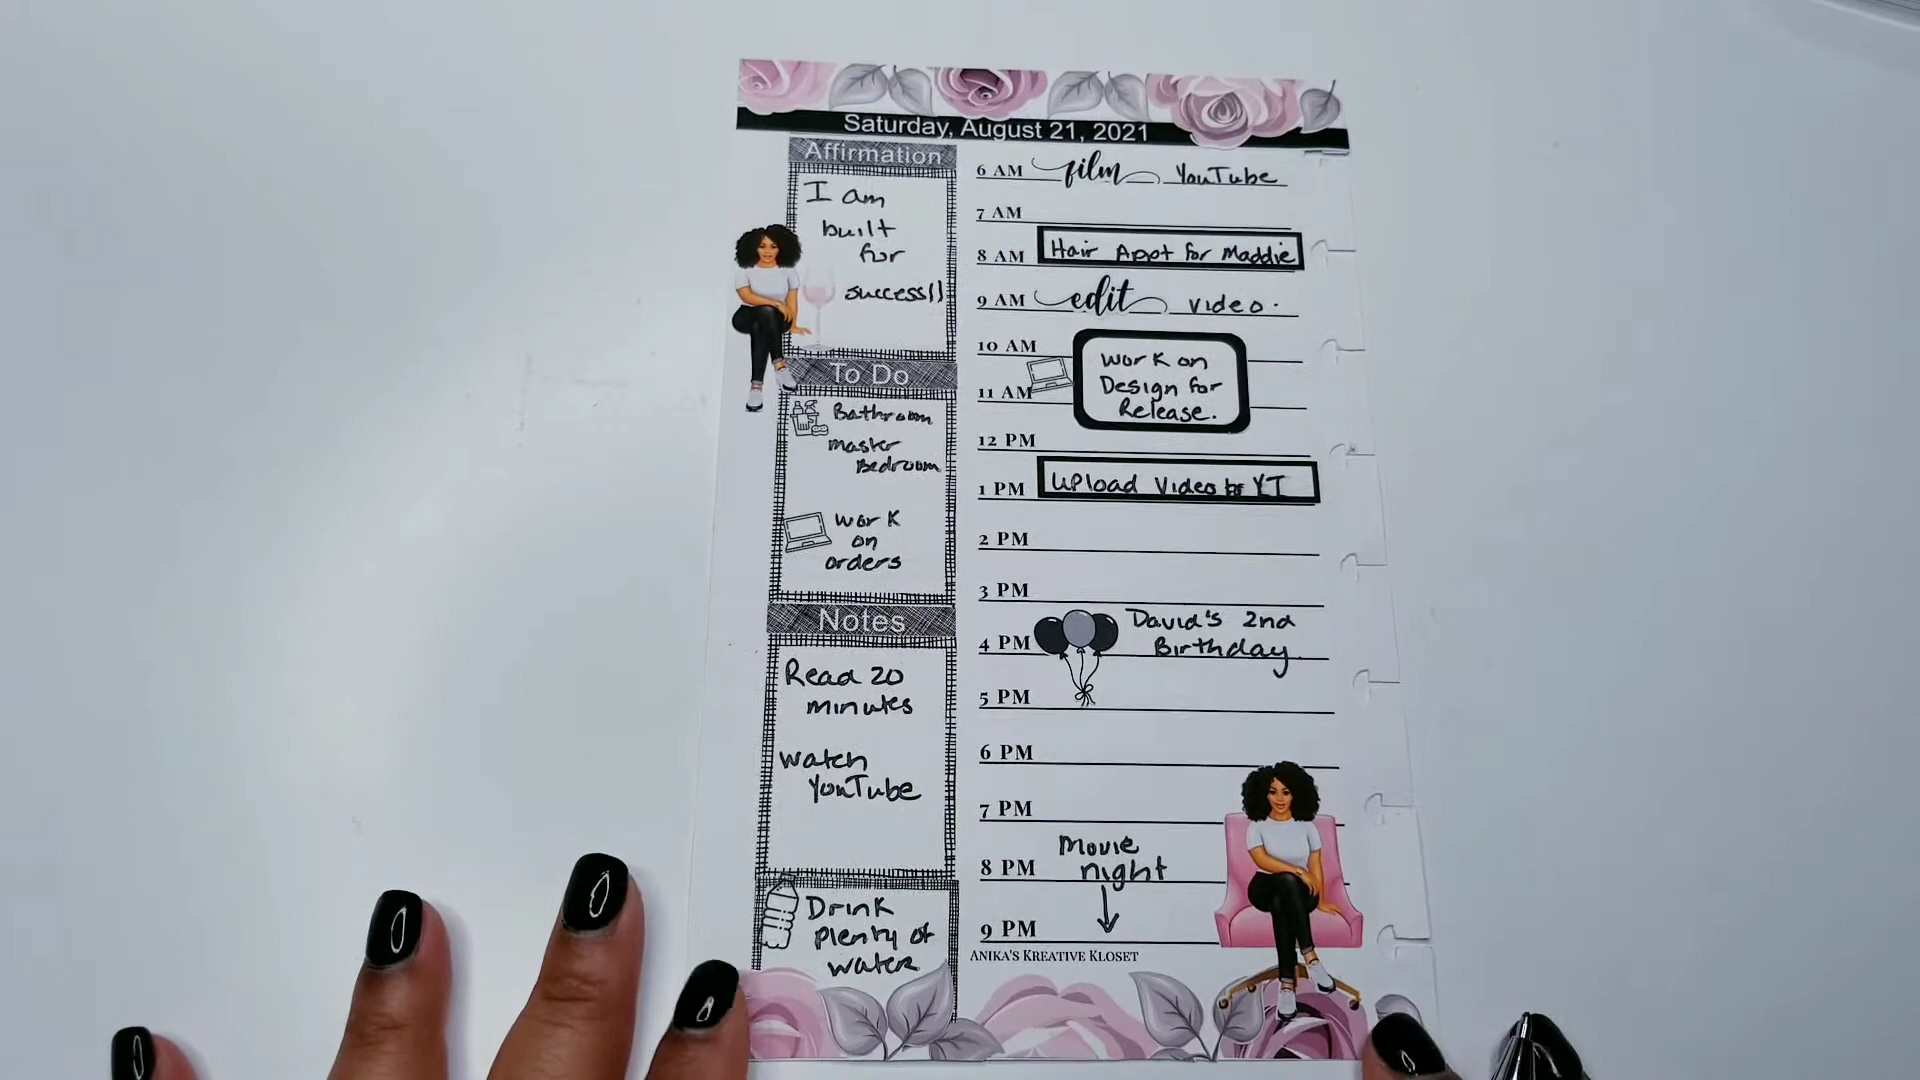 Saturday, August 21, 2021
Affirmation
I am
built
for
success!!
To Do
Bathroom
master
Bedroom
work
on
orders
Notes
Read 20
minutes
watch
YouTube
Drink
plenty of
water
6 AM film YouTube
7 AM
8 AM Hair Appt for Maddie
9 AM edit video.
10 AM
11 AM
work on
Design for
Release.
12 PM
1 PM Upload Video to YT
2 PM
3 PM
David's 2nd
4 PM Birthday
5 PM
6 PM
7 PM
Movie
8 PM night
9 PM
ANIKA'S KREATIVE KLOSET